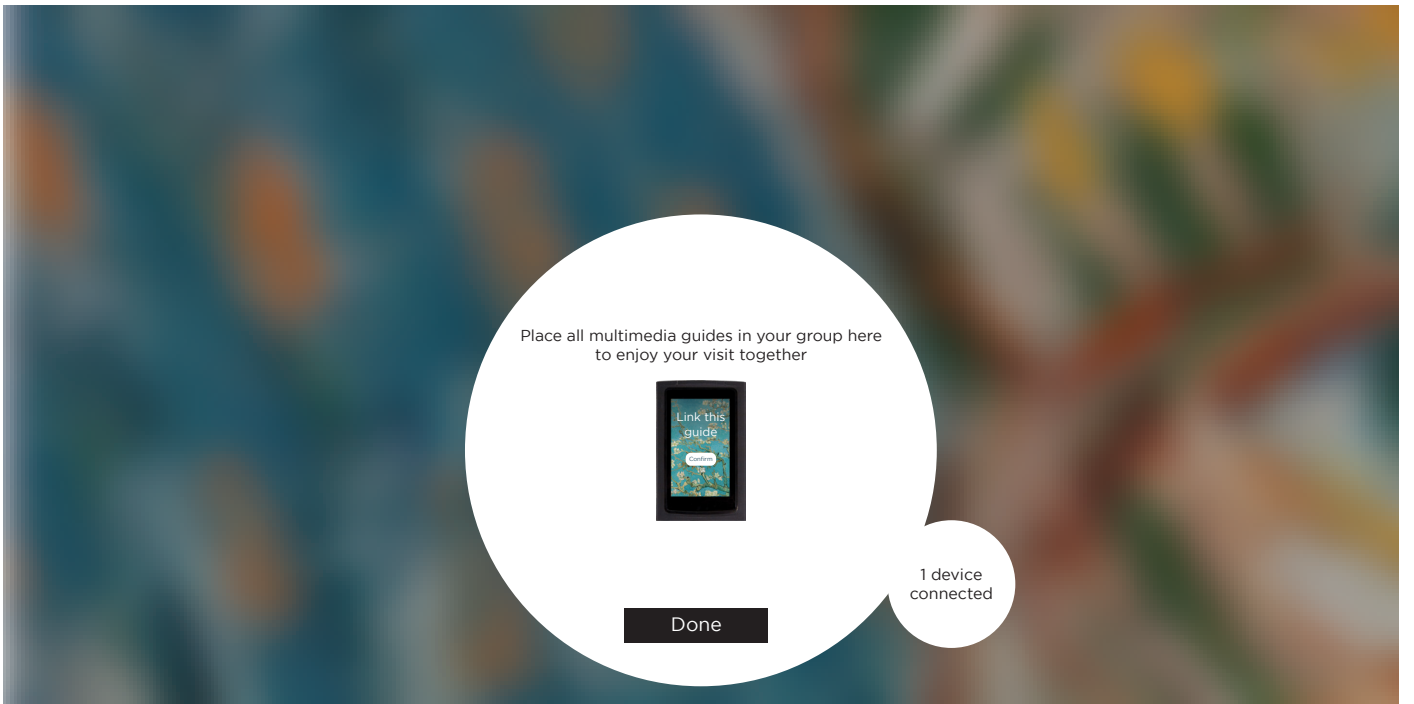 Place all multimedia guides in your group here
to enjoy your visit together
Link this
guide
Confirm
1 device
connected
Done